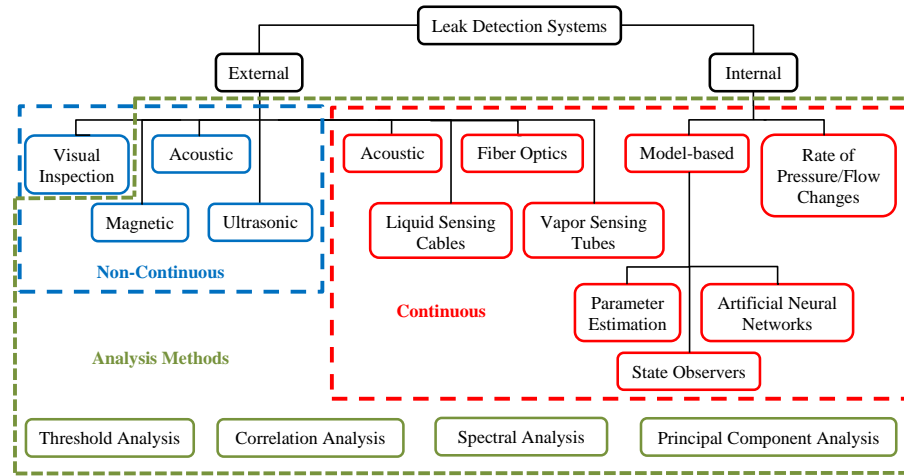 Leak Detection Systems
External
Internal
Visual
Inspection
Acoustic
Magnetic
Ultrasonic
Non-Continuous
Acoustic
Fiber Optics
Liquid Sensing
Cables
Vapor Sensing
Tubes
Model-based
Rate of
Pressure/Flow
Changes
Parameter
Estimation
Artificial Neural
Networks
State Observers
Continuous
Analysis Methods
Threshold Analysis
Correlation Analysis
Spectral Analysis
Principal Component Analysis